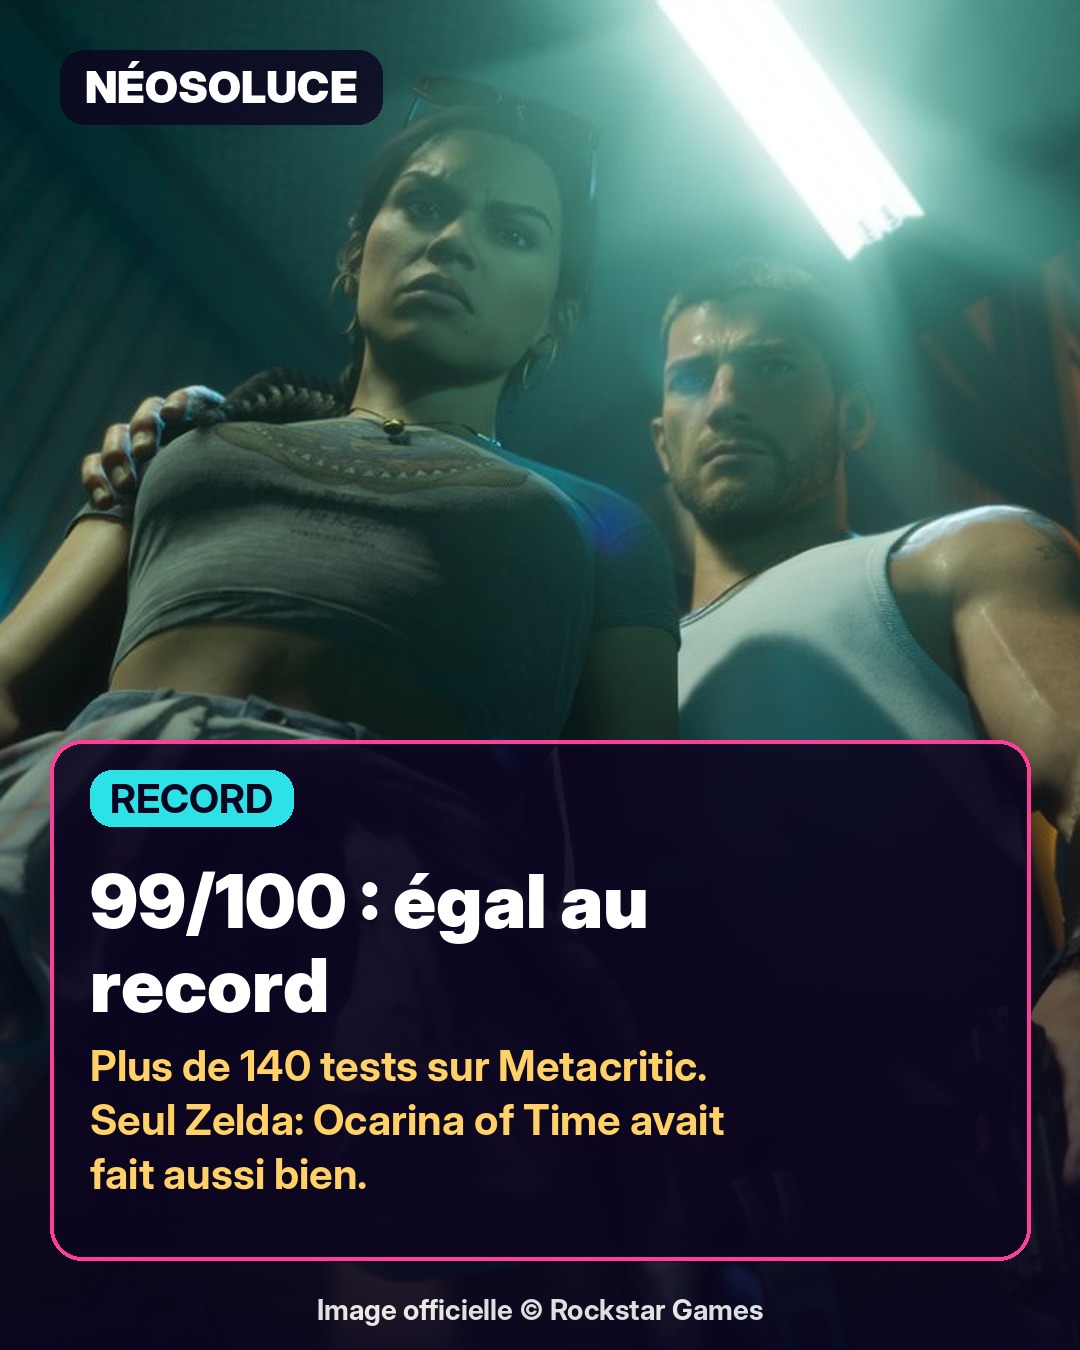 NÉOSOLUCE
RECORD
99/100 : égal au
record
Plus de 140 tests sur Metacritic.
Seul Zelda: Ocarina of Time avait
fait aussi bien.
Image officielle © Rockstar Games